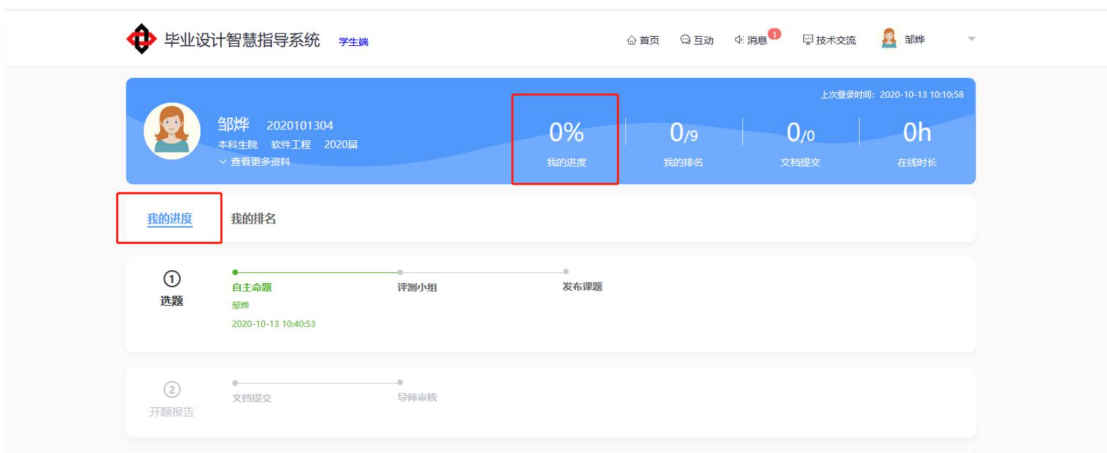 毕业设计智慧指导系统 学生端 首页 互动 消息 1 技术交流 邹烨
上次登录时间：2020-10-13 10:10:58
邹烨 2020101304
本科生院 软件工程 2020届
查看更多资料
0% 0/9 0/0 0h
我的进度 我的排名 文档提交 在线时长
我的进度 我的排名
1
选题
自主命题 评测小组 发布课题
邹烨
2020-10-13 10:40:53
2
开题报告
文档提交 导师审核